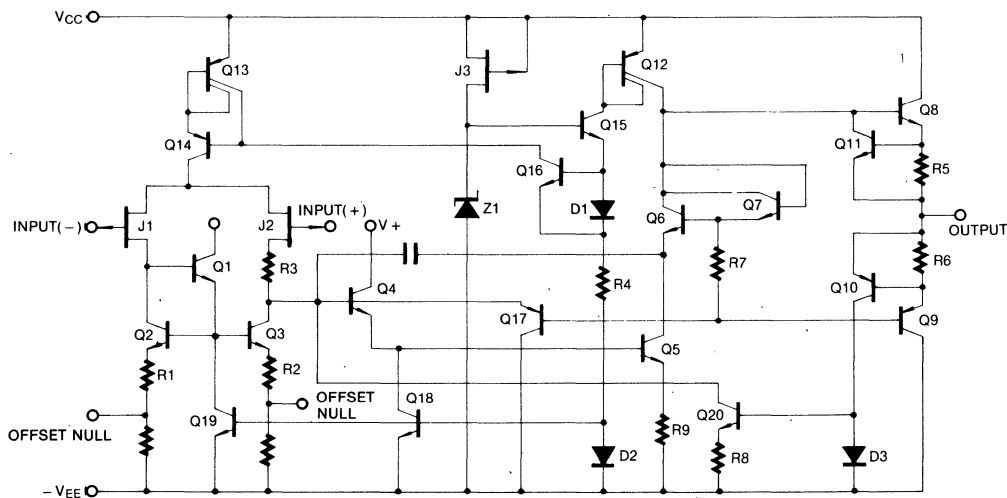 VCC
Q13
J3
Q12
Q8
Q15
Q14
Q11
Q16
R5
Z1
D1
Q7
INPUT(−)
J1
J2
INPUT(+)
V+
Q6
OUTPUT
Q1
R3
R7
R6
Q4
R4
Q10
Q17
Q9
Q2
Q3
Q5
R1
R2
OFFSET
NULL
Q18
OFFSET NULL
Q19
Q20
R9
R8
D2
D3
−VEE